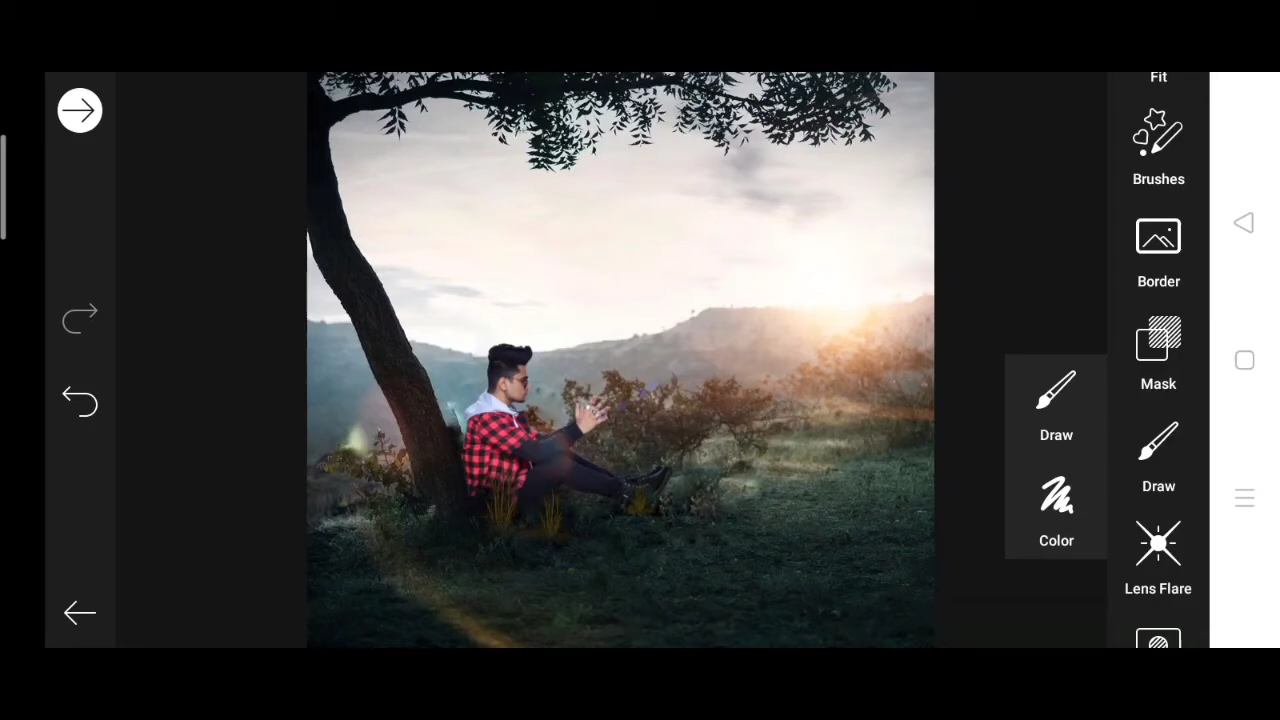 Fit
Brushes
Border
Mask
Draw
Lens Flare
Draw
Color